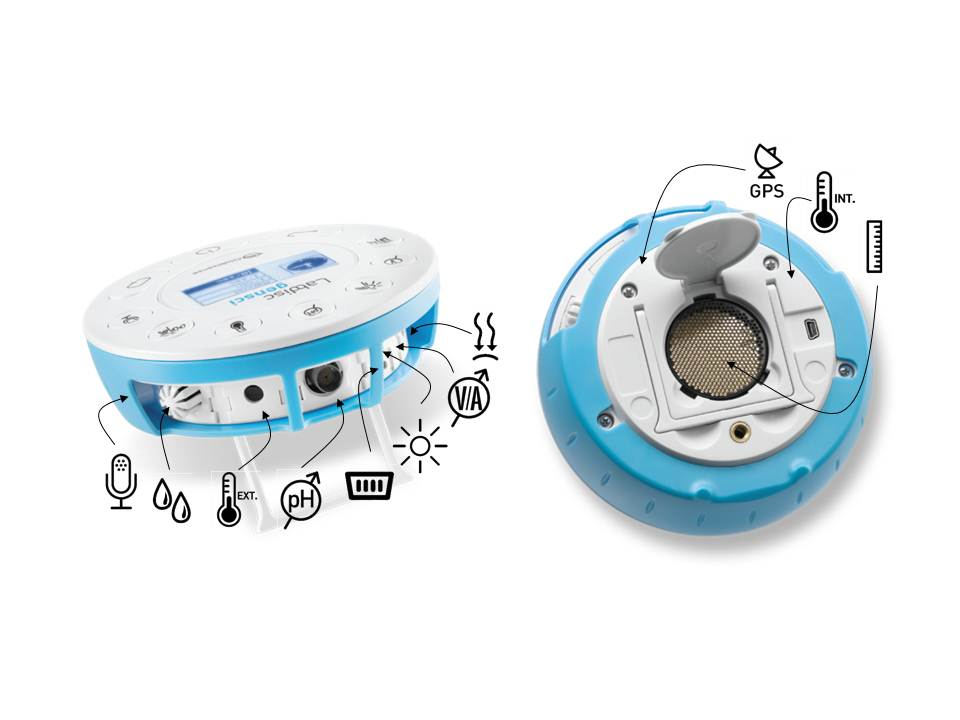 Labdisc
gensci
EXT.
pH
V/A
GPS
INT.